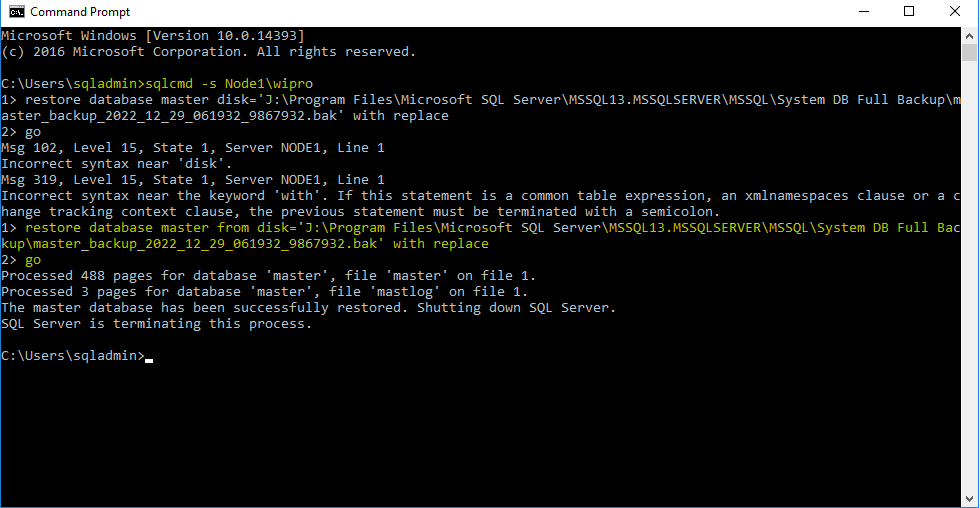 Command Prompt
Microsoft Windows [Version 10.0.14393]
(c) 2016 Microsoft Corporation. All rights reserved.
C:\Users\sqladmin>sqlcmd -s Node1\wipro
1> restore database master disk='J:\Program Files\Microsoft SQL Server\MSSQL13.MSSQLSERVER\MSSQL\System DB Full Backup\m
aster_backup_2022_12_29_061932_9867932.bak' with replace
2> go
Msg 102, Level 15, State 1, Server NODE1, Line 1
Incorrect syntax near 'disk'.
Msg 319, Level 15, State 1, Server NODE1, Line 1
Incorrect syntax near the keyword 'with'. If this statement is a common table expression, an xmlnamespaces clause or a c
hange tracking context clause, the previous statement must be terminated with a semicolon.
1> restore database master from disk='J:\Program Files\Microsoft SQL Server\MSSQL13.MSSQLSERVER\MSSQL\System DB Full Bac
kup\master_backup_2022_12_29_061932_9867932.bak' with replace
2> go
Processed 488 pages for database 'master', file 'master' on file 1.
Processed 3 pages for database 'master', file 'mastlog' on file 1.
The master database has been successfully restored. Shutting down SQL Server.
SQL Server is terminating this process.
C:\Users\sqladmin>